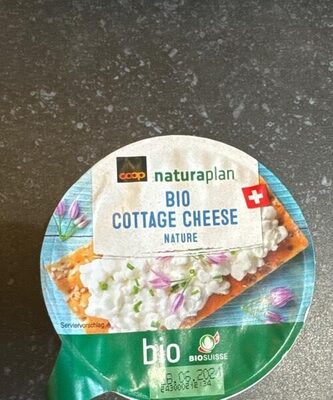 coop naturaplan
BIO
COTTAGE CHEESE
NATURE
Serviervorschlag
bio BIOSUISSE